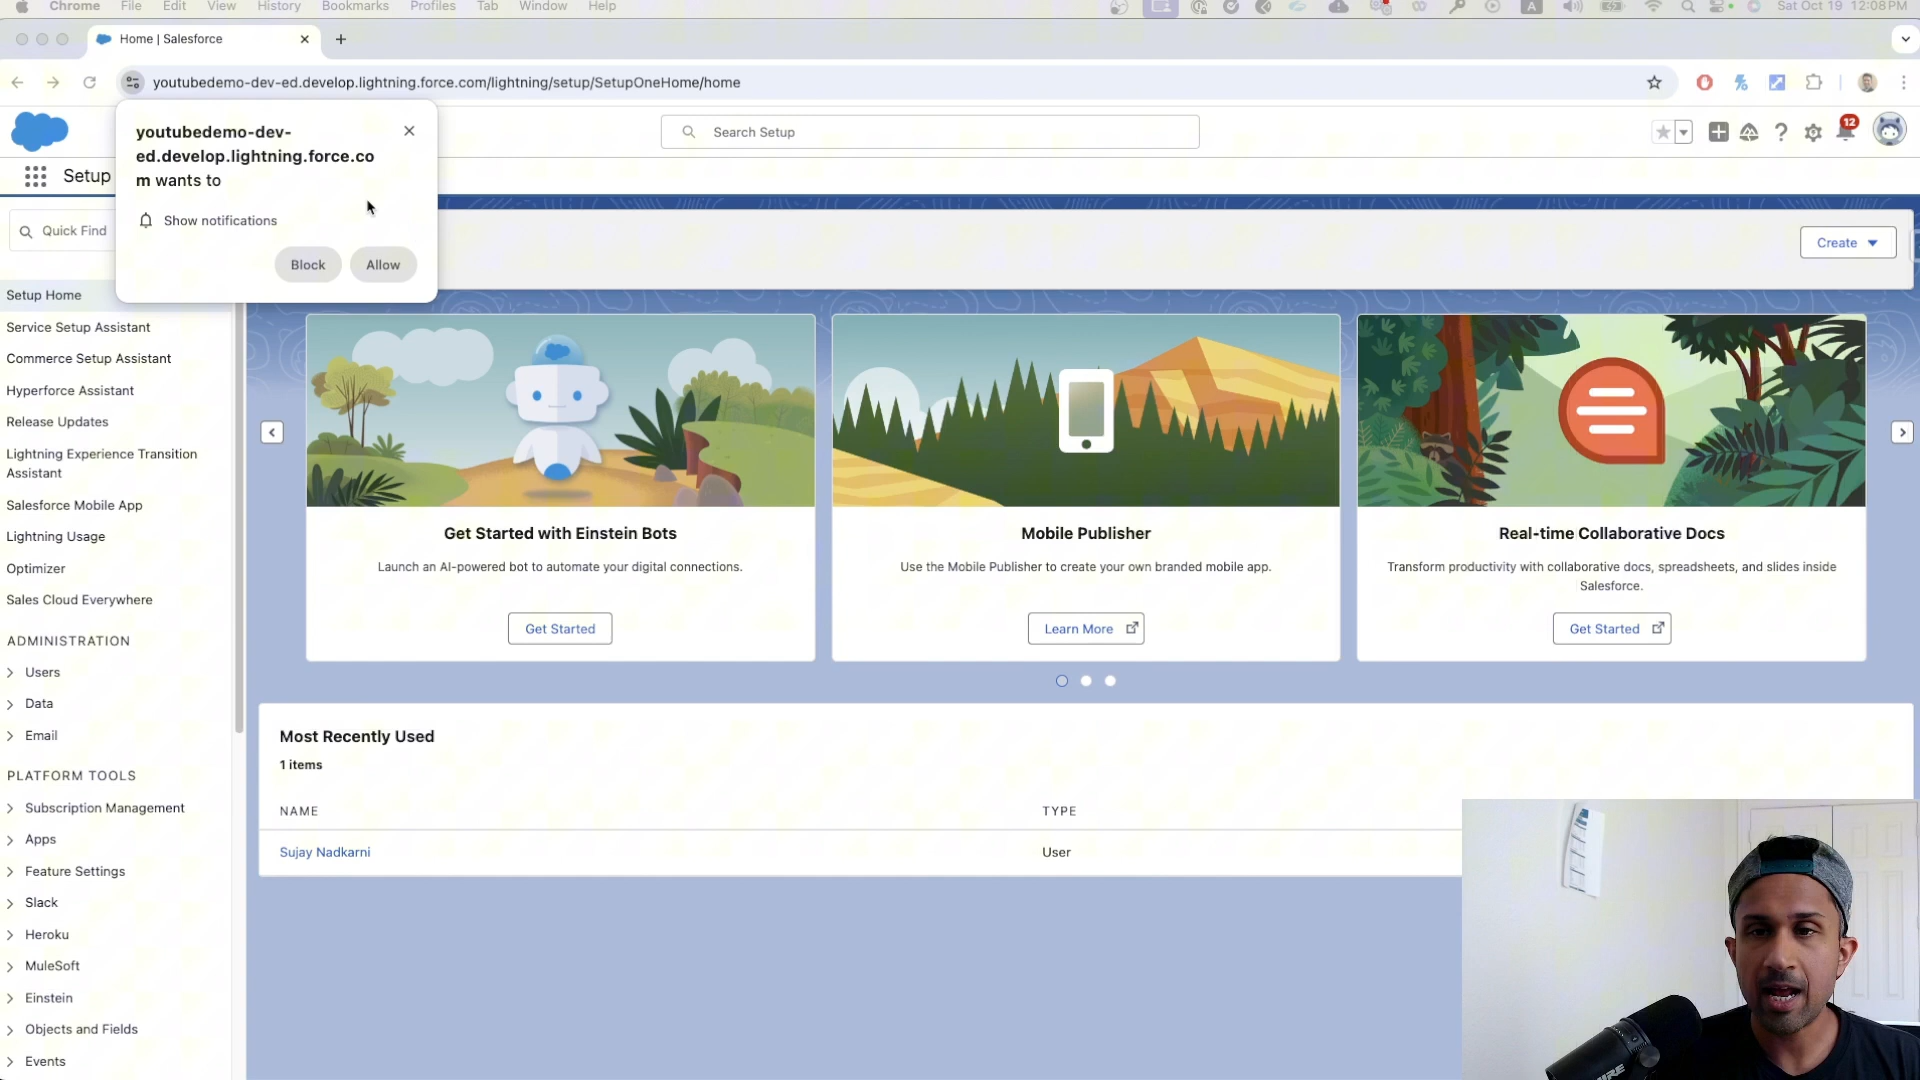 Chrome File Edit View History Bookmarks Profiles Tab Window Help
A
Sat Oct 19 12:08 PM
Home | Salesforce
youtubedemo-dev-ed.develop.lightning.force.com/lightning/setup/SetupOneHome/home
youtubedemo-dev-
ed.develop.lightning.force.co
m wants to
Show notifications
Block
Allow
Search Setup
12
Setup
Quick Find
Create
Setup Home
Service Setup Assistant
Commerce Setup Assistant
Hyperforce Assistant
Release Updates
Lightning Experience Transition
Assistant
Salesforce Mobile App
Lightning Usage
Optimizer
Sales Cloud Everywhere
ADMINISTRATION
Users
Data
Email
PLATFORM TOOLS
Subscription Management
Apps
Feature Settings
Slack
Heroku
MuleSoft
Einstein
Objects and Fields
Events
Get Started with Einstein Bots
Launch an AI-powered bot to automate your digital connections.
Get Started
Mobile Publisher
Use the Mobile Publisher to create your own branded mobile app.
Learn More
Real-time Collaborative Docs
Transform productivity with collaborative docs, spreadsheets, and slides inside
Salesforce.
Get Started
Most Recently Used
1 items
NAME
TYPE
Sujay Nadkarni
User